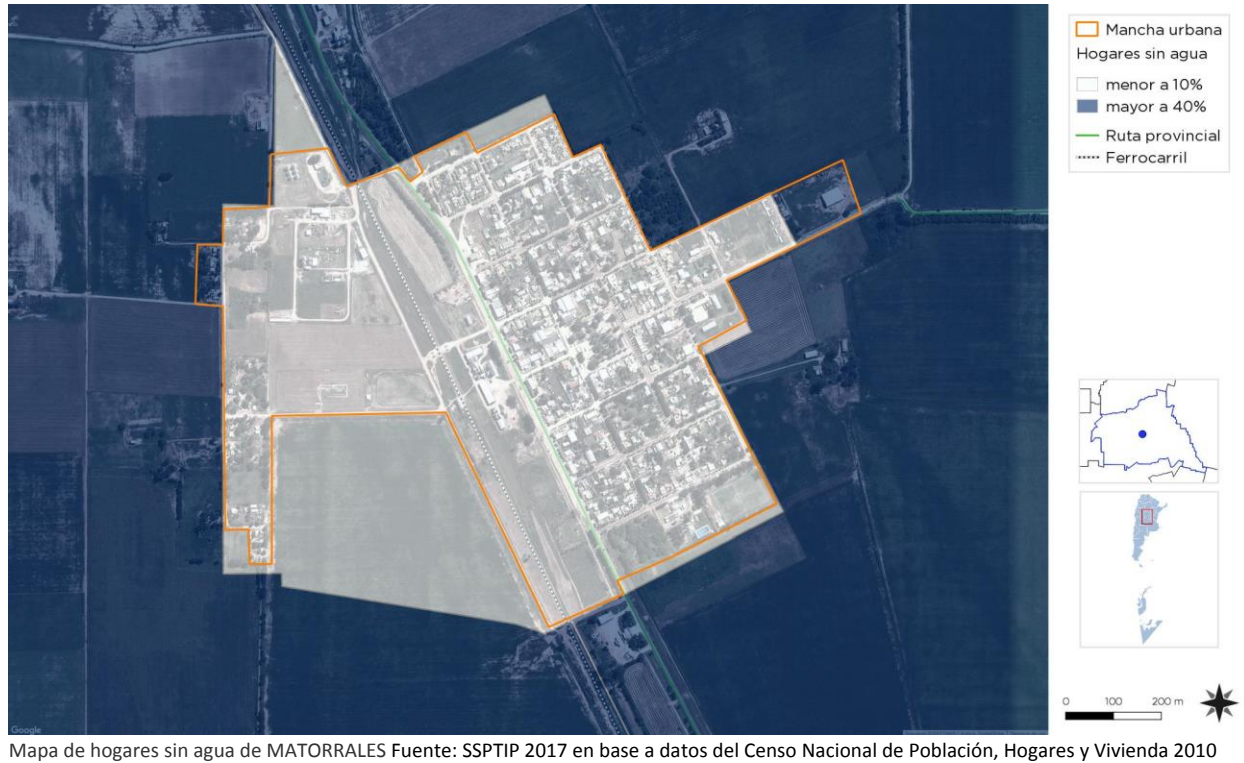 Mancha urbana
Hogares sin agua
menor a 10%
mayor a 40%
Ruta provincial
Ferrocarril
0 100 200 m
Google
Mapa de hogares sin agua de MATORRALES Fuente: SSPTIP 2017 en base a datos del Censo Nacional de Población, Hogares y Vivienda 2010